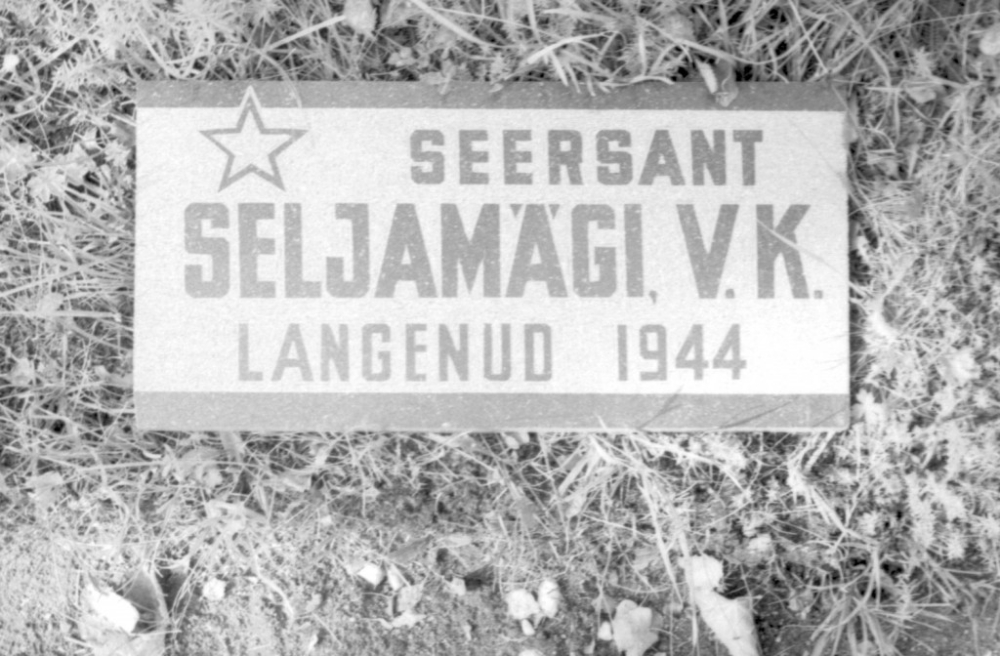 SEERSANT
SELJAMÄGI, V. K.
LANGENUD 1944